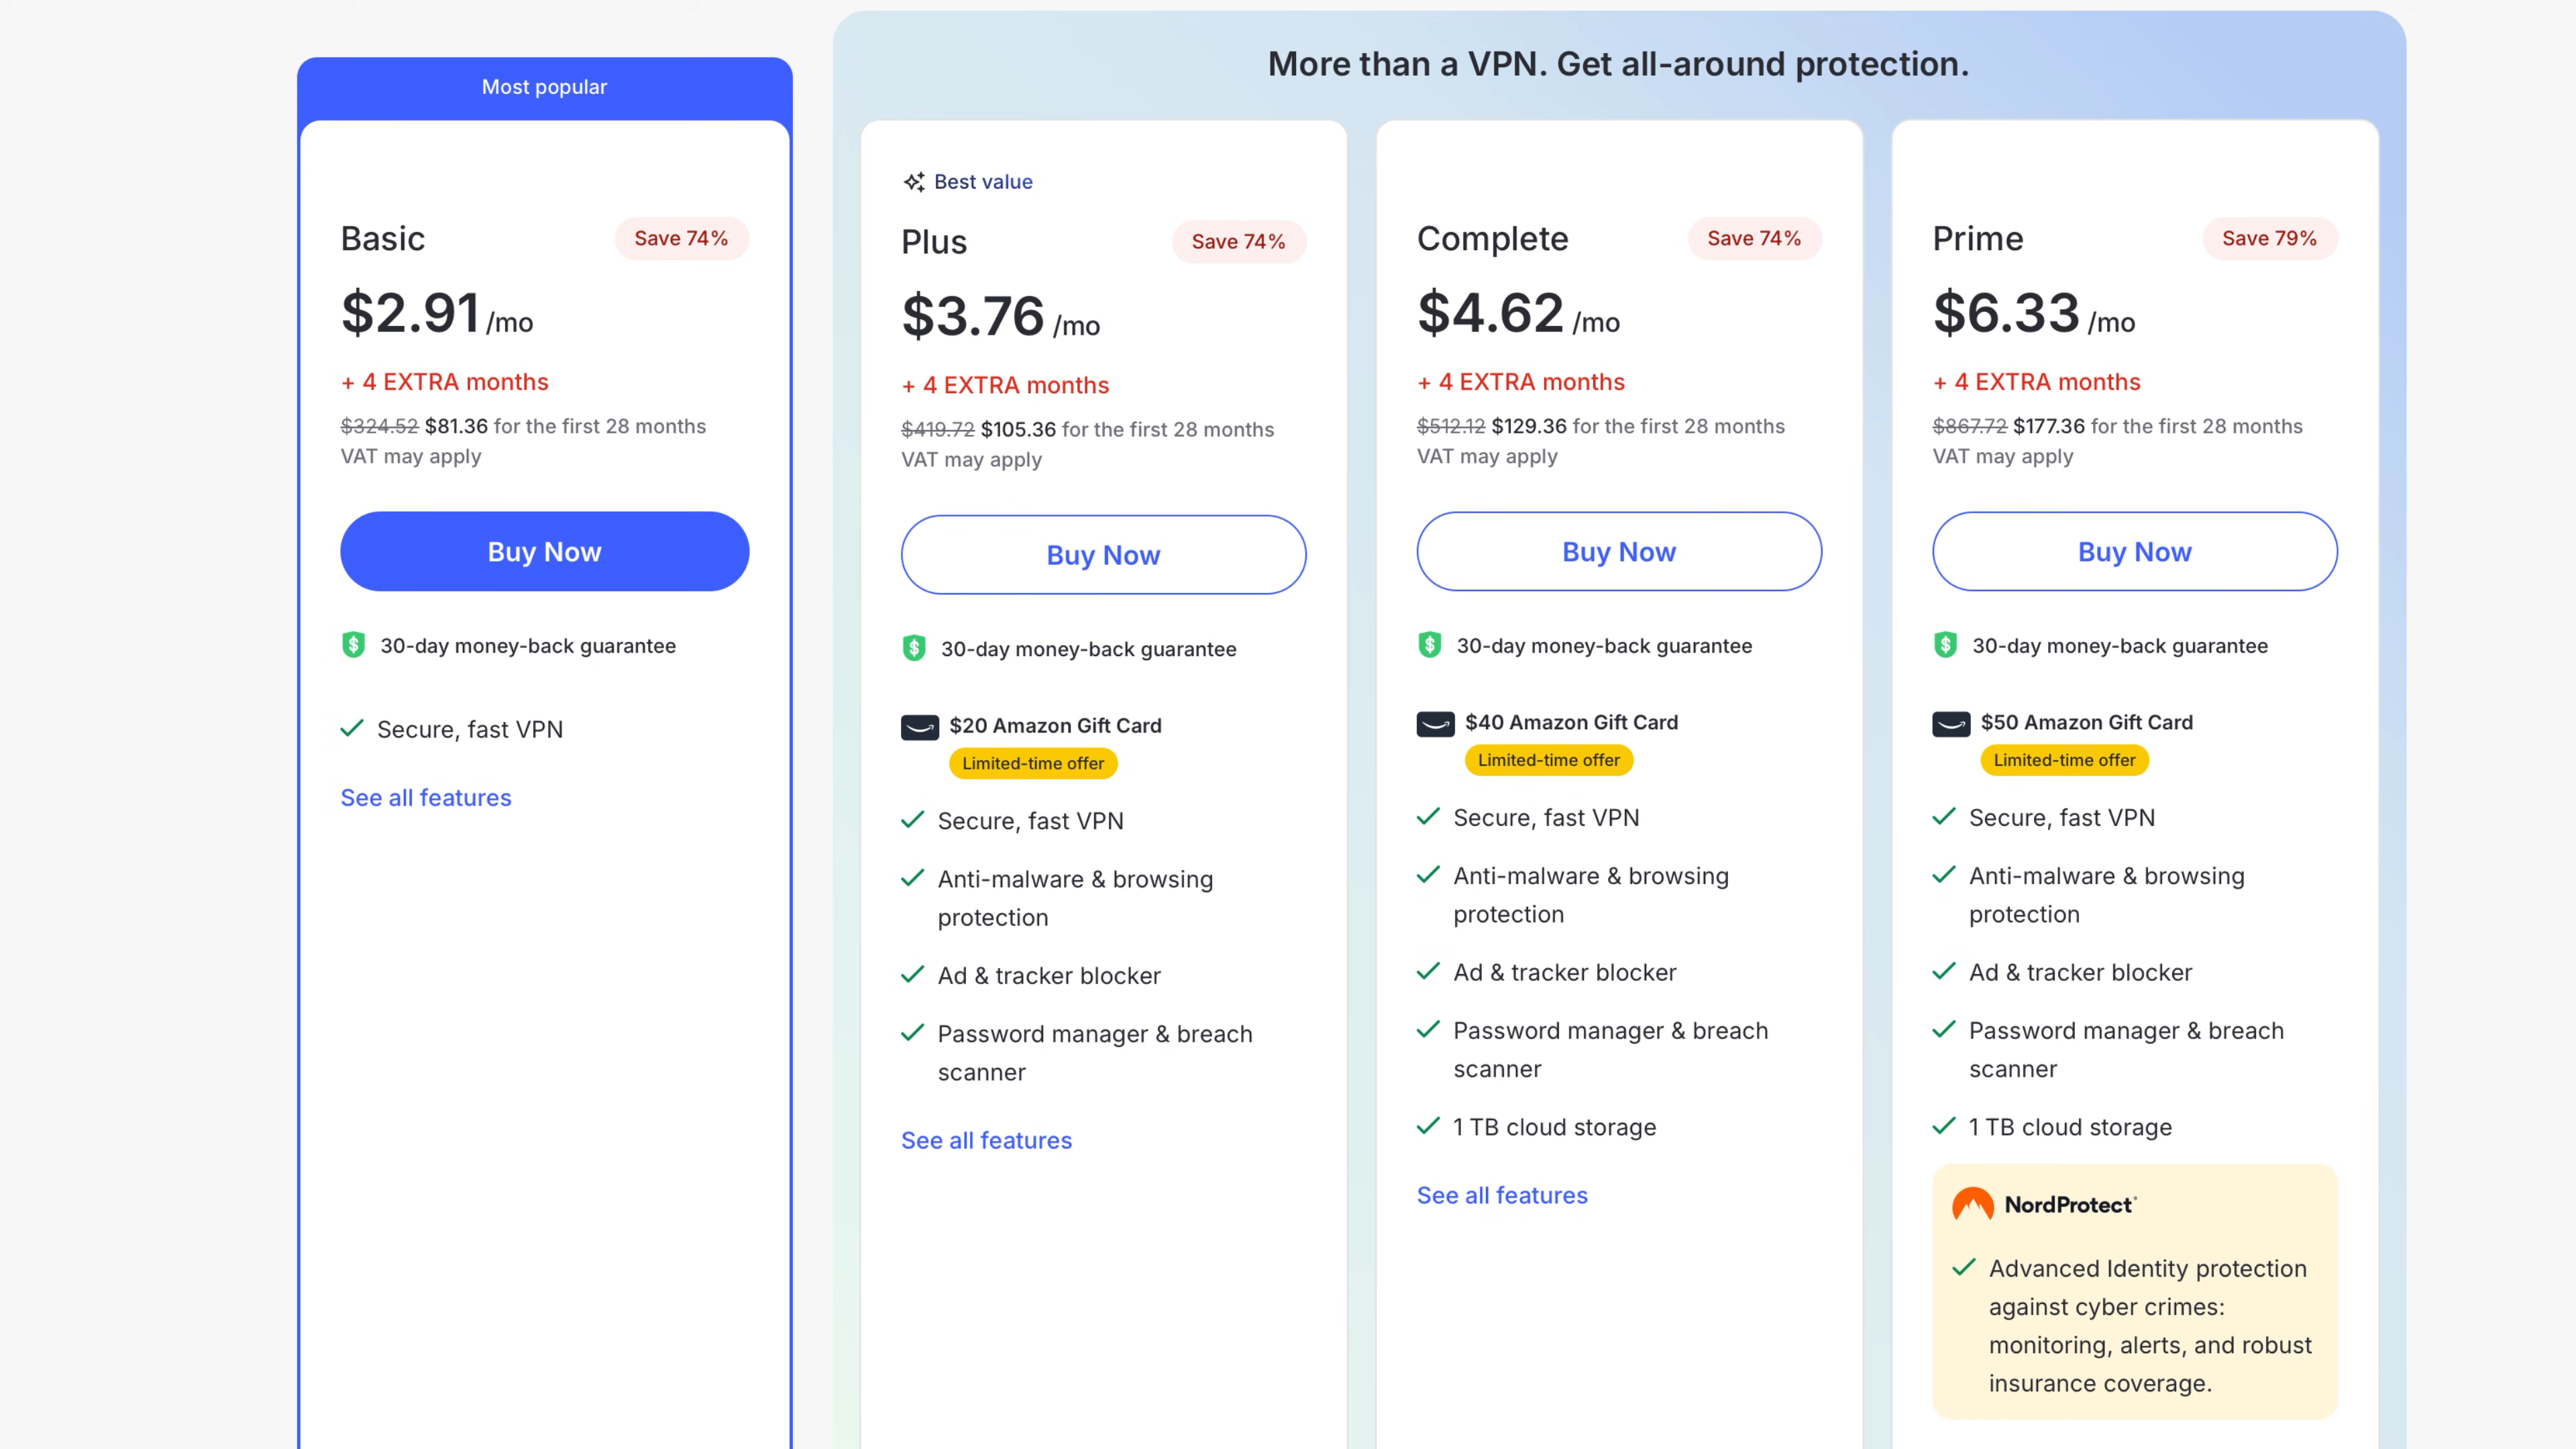 Most popular
Basic
Save 74%
$2.91 /mo
+ 4 EXTRA months
$324.52 $81.36 for the first 28 months
VAT may apply
Buy Now
30-day money-back guarantee
Secure, fast VPN
See all features
More than a VPN. Get all-around protection.
Best value
Plus
Save 74%
$3.76 /mo
+ 4 EXTRA months
$419.72 $105.36 for the first 28 months
VAT may apply
Buy Now
30-day money-back guarantee
$20 Amazon Gift Card
Limited-time offer
Secure, fast VPN
Anti-malware & browsing
protection
Ad & tracker blocker
Password manager & breach
scanner
See all features
Complete
Save 74%
$4.62 /mo
+ 4 EXTRA months
$512.12 $129.36 for the first 28 months
VAT may apply
Buy Now
30-day money-back guarantee
$40 Amazon Gift Card
Limited-time offer
Secure, fast VPN
Anti-malware & browsing
protection
Ad & tracker blocker
Password manager & breach
scanner
1 TB cloud storage
See all features
Prime
Save 79%
$6.33 /mo
+ 4 EXTRA months
$867.72 $177.36 for the first 28 months
VAT may apply
Buy Now
30-day money-back guarantee
$50 Amazon Gift Card
Limited-time offer
Secure, fast VPN
Anti-malware & browsing
protection
Ad & tracker blocker
Password manager & breach
scanner
1 TB cloud storage
NordProtect
Advanced Identity protection
against cyber crimes:
monitoring, alerts, and robust
insurance coverage.